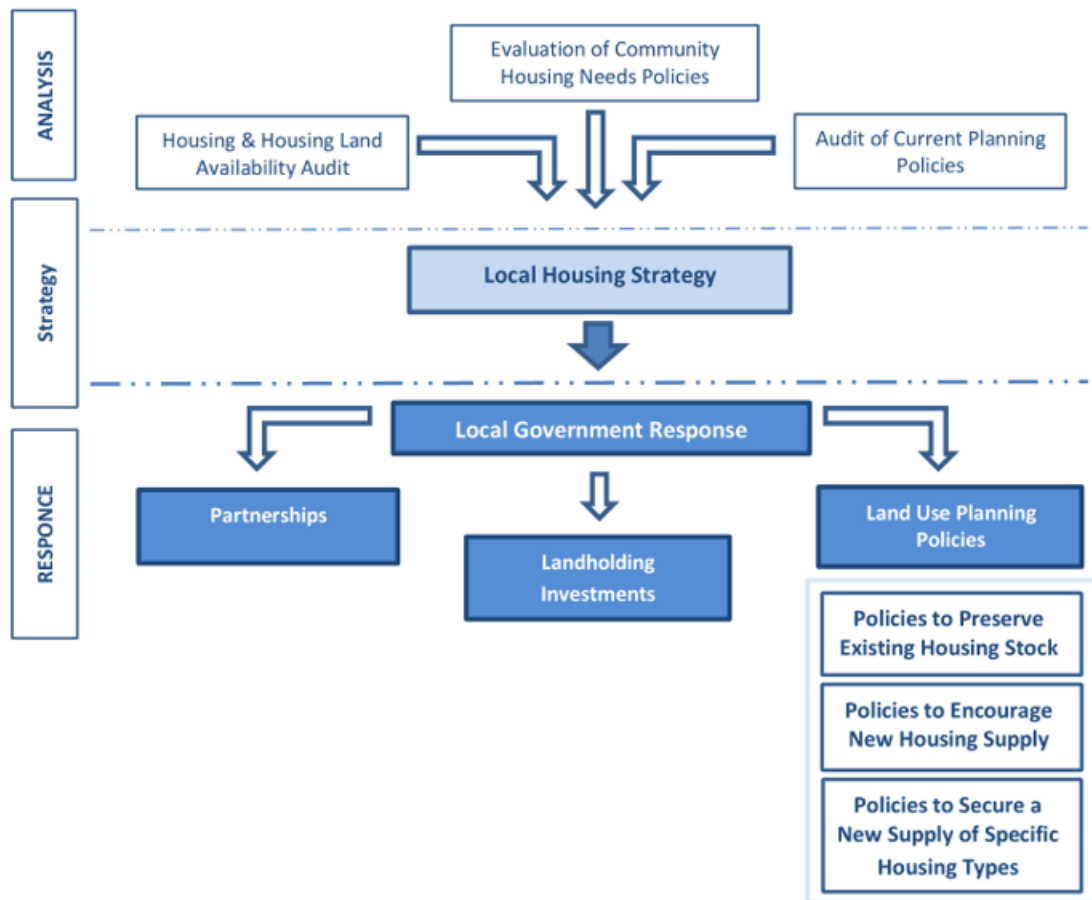 ANALYSIS
Evaluation of Community
Housing Needs Policies
Housing & Housing Land
Availability Audit
Audit of Current Planning
Policies
Strategy
Local Housing Strategy
RESPONCE
Local Government Response
Partnerships
Landholding
Investments
Land Use Planning
Policies
Policies to Preserve
Existing Housing Stock
Policies to Encourage
New Housing Supply
Policies to Secure a
New Supply of Specific
Housing Types